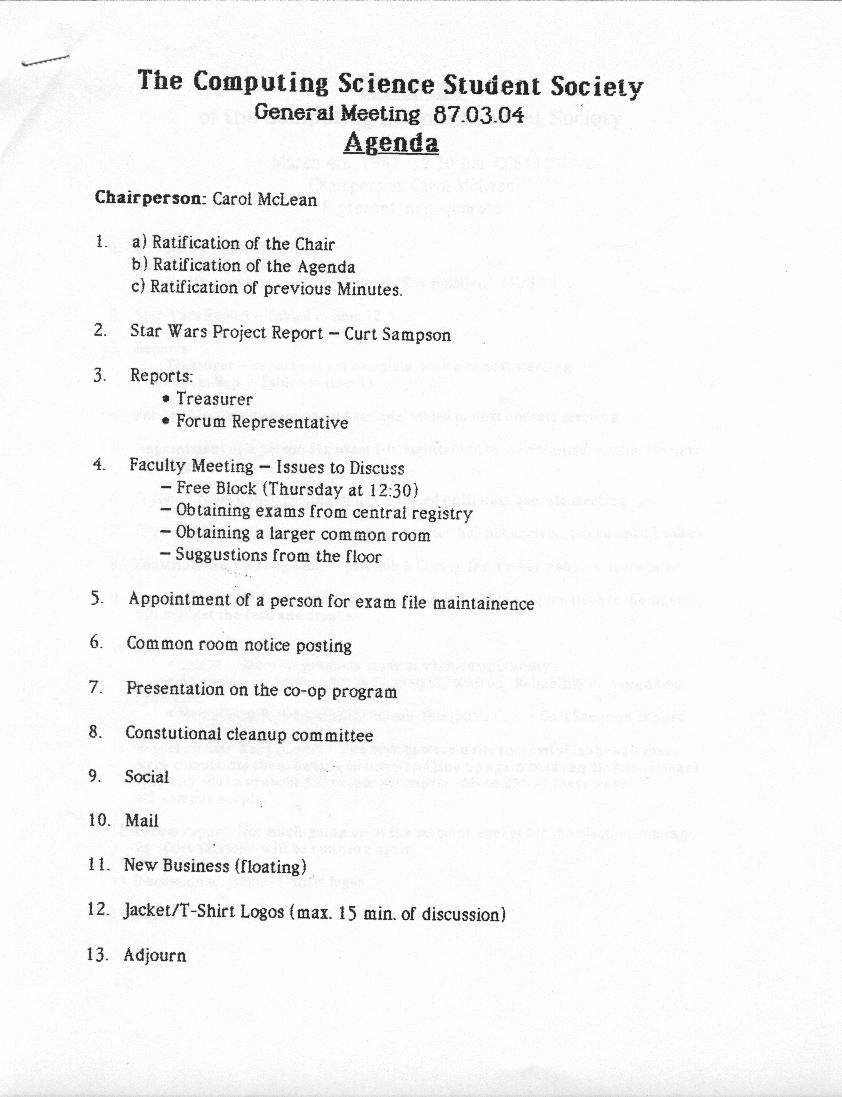 The Computing Science Student Society
General Meeting 87.03.04
Agenda
Chairperson: Carol McLean
1. a) Ratification of the Chair
b) Ratification of the Agenda
c) Ratification of previous Minutes.
2. Star Wars Project Report – Curt Sampson
3. Reports:
• Treasurer
• Forum Representative
4. Faculty Meeting – Issues to Discuss
– Free Block (Thursday at 12:30)
– Obtaining exams from central registry
– Obtaining a larger common room
– Suggustions from the floor
5. Appointment of a person for exam file maintainence
6. Common room notice posting
7. Presentation on the co-op program
8. Constutional cleanup committee
9. Social
10. Mail
11. New Business (floating)
12. Jacket/T-Shirt Logos (max. 15 min. of discussion)
13. Adjourn